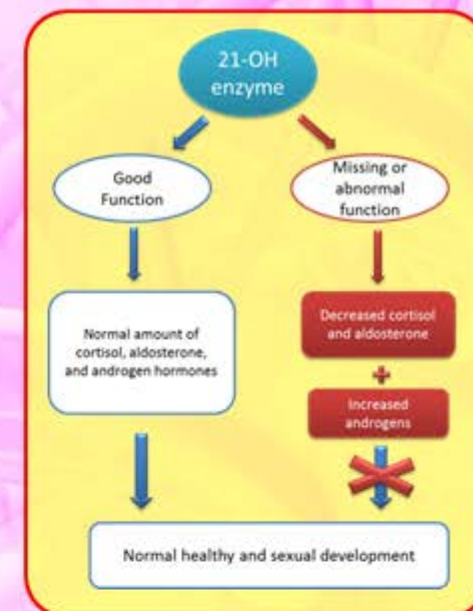 21-OH
enzyme
Good
Function
Missing or
abnormal
function
Normal amount of
cortisol, aldosterone,
and androgen hormones
Decreased cortisol
and aldosterone
+
Increased
androgens
Normal healthy and sexual development